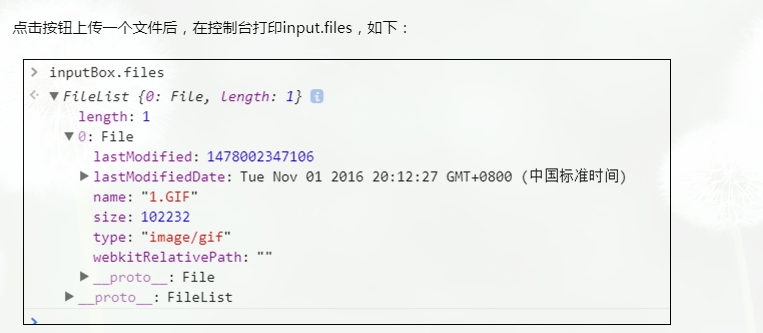 点击按钮上传一个文件后，在控制台打印input.files，如下：
> inputBox.files
FileList {0: File, length: 1} i
length: 1
0: File
lastModified: 1478002347106
lastModifiedDate: Tue Nov 01 2016 20:12:27 GMT+0800 (中国标准时间)
name: "1.GIF"
size: 102232
type: "image/gif"
webkitRelativePath: ""
__proto__: File
__proto__: FileList
>